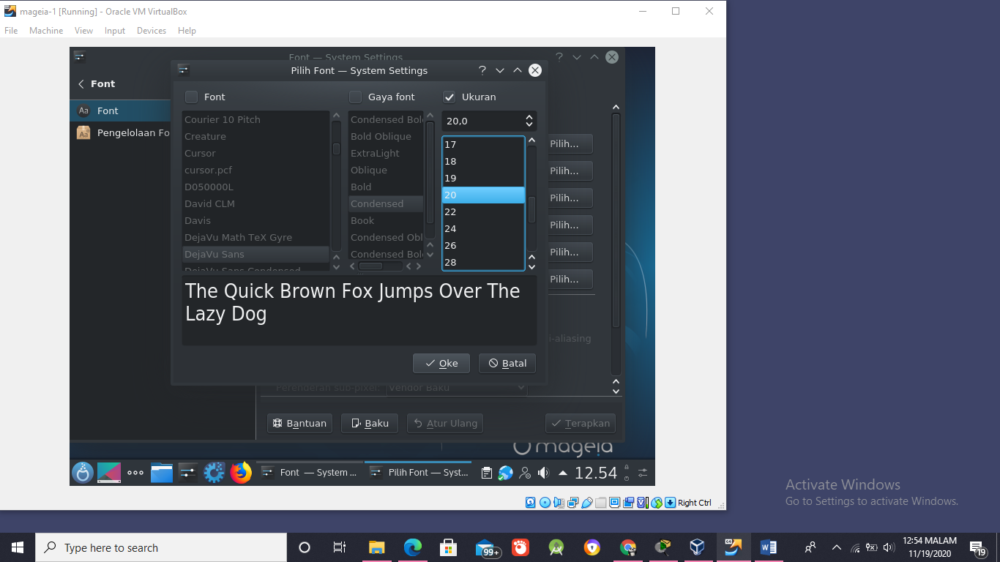 mageia-1 [Running] - Oracle VM VirtualBox
File Machine View Input Devices Help
Font — System Settings
Pilih Font — System Settings
Font
Font
Pengelolaan Fo
Font
Gaya font
Ukuran
Courier 10 Pitch
Creature
Cursor
cursor.pcf
D050000L
David CLM
Davis
DejaVu Math TeX Gyre
DejaVu Sans
DejaVu Sans Condensed
Condensed Bol
Bold Oblique
ExtraLight
Oblique
Bold
Condensed
Book
Condensed Obl
Condensed Bol
20,0
17
18
19
20
22
24
26
28
Pilih...
Pilih...
Pilih...
Pilih...
Pilih...
Pilih...
The Quick Brown Fox Jumps Over The
Lazy Dog
i-aliasing
Oke
Batal
Perenderan sub-pixel: Vendor Baku
Bantuan
Baku
Atur Ulang
Terapkan
mageia
Font — System ...
Pilih Font — Syst...
12.54
Right Ctrl
Activate Windows
Go to Settings to activate Windows.
Type here to search
99+
12:54 MALAM
11/19/2020
19